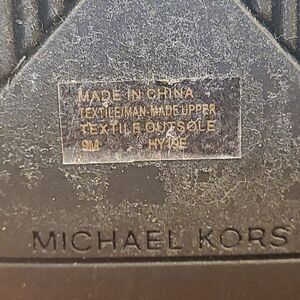 MADE IN CHINA
TEXTILE/MAN-MADE UPPER
TEXTILE OUTSOLE
9M
MICHAEL KORS